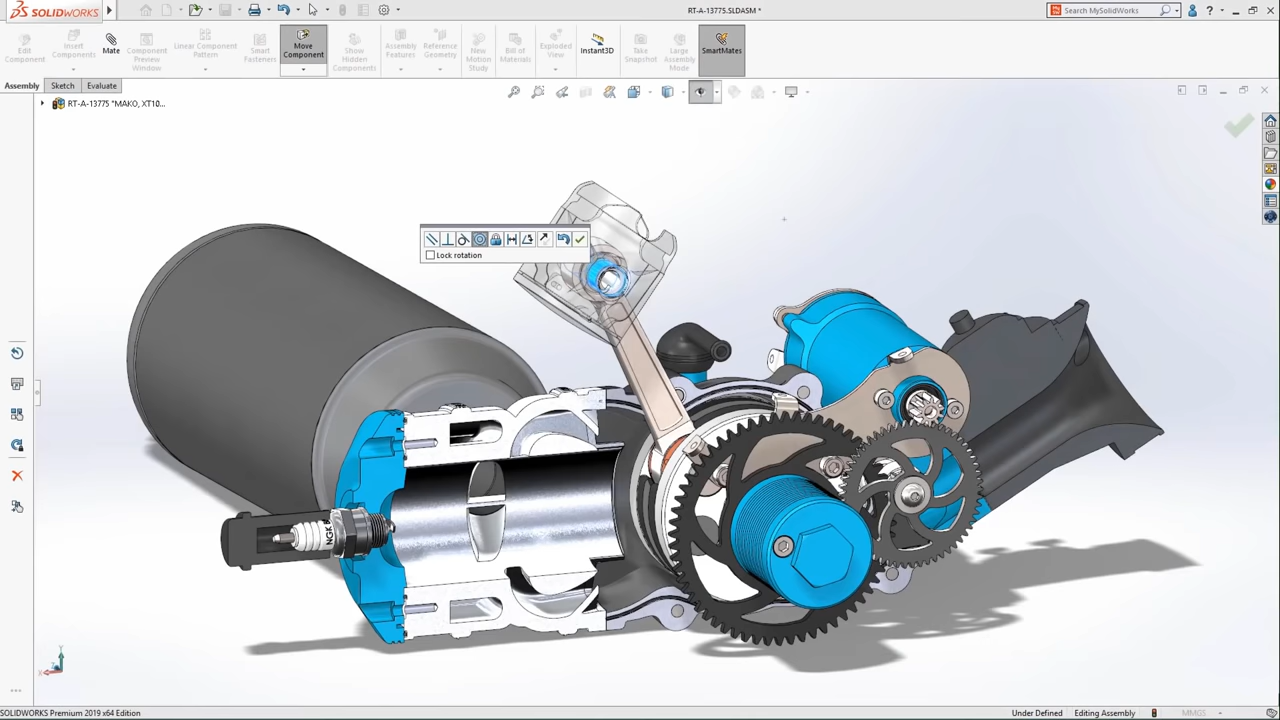 SOLIDWORKS
RT-A-13775.SLDASM *
Search MySolidWorks
?
Edit Component
Insert Components
Mate
Component Preview Window
Linear Component Pattern
Smart Fasteners
Move Component
Show Hidden Components
Assembly Features
Reference Geometry
New Motion Study
Bill of Materials
Exploded View
Instant3D
Take Snapshot
Large Assembly Mode
SmartMates
Assembly
Sketch
Evaluate
RT-A-13775 "MAKO, XT10...
Lock rotation
NGK
Y
X
SOLIDWORKS Premium 2019 x64 Edition
Under Defined
Editing Assembly
MMGS